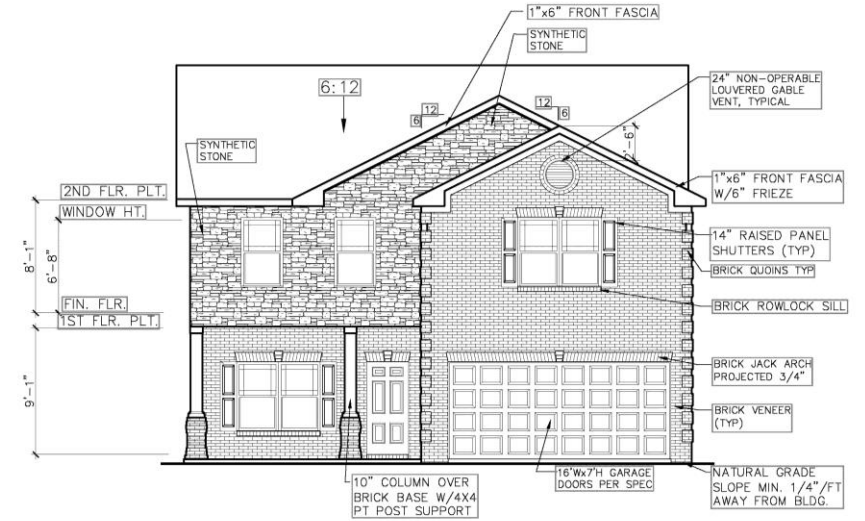 1"x6" FRONT FASCIA
SYNTHETIC
STONE
6:12
12
6
12
6
24" NON-OPERABLE
LOUVERED GABLE
VENT, TYPICAL
2'-6"
SYNTHETIC
STONE
1"x6" FRONT FASCIA
W/6" FRIEZE
2ND FLR. PLT.
WINDOW HT.
8'-1"
6'-8"
14" RAISED PANEL
SHUTTERS (TYP)
BRICK QUOINS TYP
FIN. FLR.
1ST FLR. PLT.
BRICK ROWLOCK SILL
9'-1"
BRICK JACK ARCH
PROJECTED 3/4"
BRICK VENEER
(TYP)
10" COLUMN OVER
BRICK BASE W/4X4
PT POST SUPPORT
16'Wx7'H GARAGE
DOORS PER SPEC
NATURAL GRADE
SLOPE MIN. 1/4"/FT
AWAY FROM BLDG.